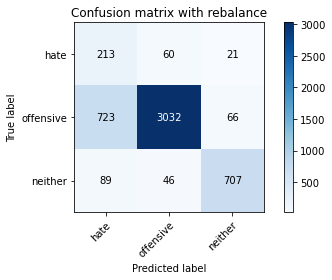 Confusion matrix with rebalance
True label
hate
213 60 21
offensive
723 3032 66
neither
89 46 707
hate
offensive
neither
Predicted label
3000
2500
2000
1500
1000
500